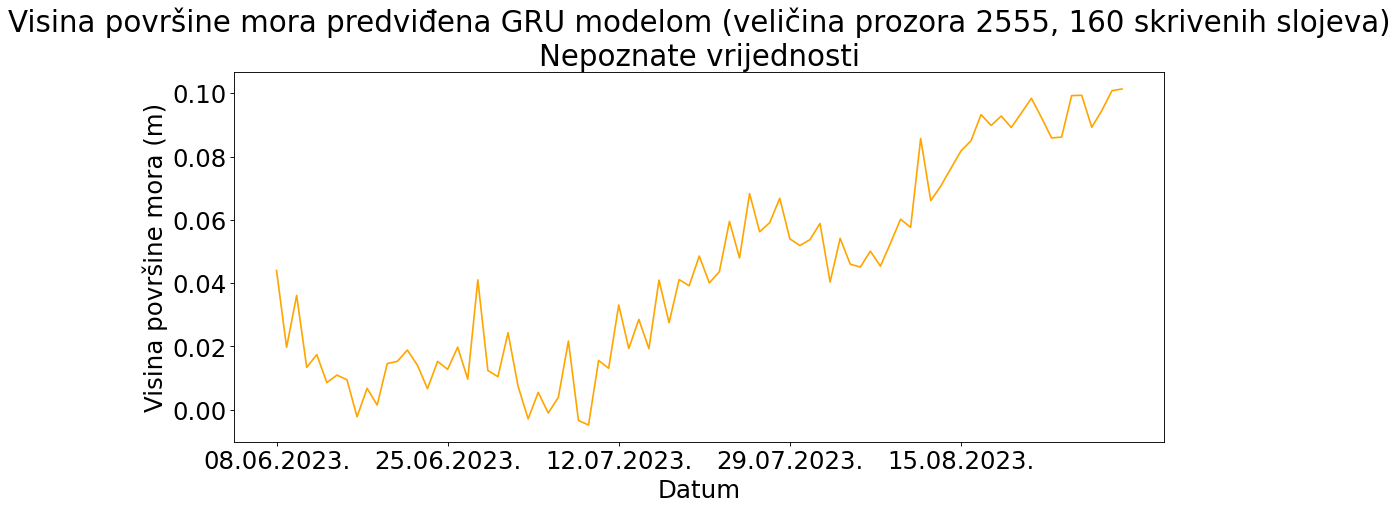 Visina površine mora predviđena GRU modelom (veličina prozora 2555, 160 skrivenih slojeva)
Nepoznate vrijednosti
Visina površine mora (m)
0.10
0.08
0.06
0.04
0.02
0.00
08.06.2023. 25.06.2023. 12.07.2023. 29.07.2023. 15.08.2023.
Datum